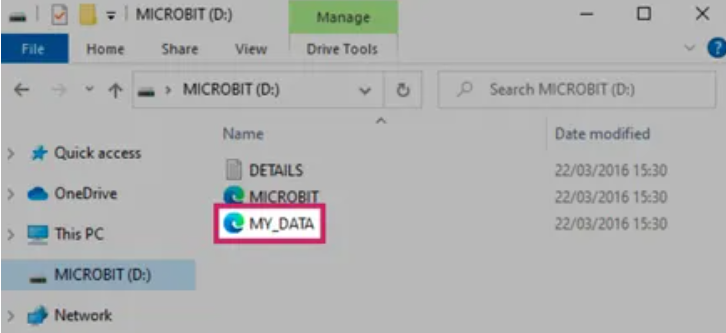 MICROBIT (D:)
Manage
File
Home
Share
View
Drive Tools
MICROBIT (D:)
Search MICROBIT (D:)
Name
Date modified
Quick access
OneDrive
This PC
MICROBIT (D:)
Network
DETAILS
22/03/2016 15:30
MICROBIT
22/03/2016 15:30
MY_DATA
22/03/2016 15:30